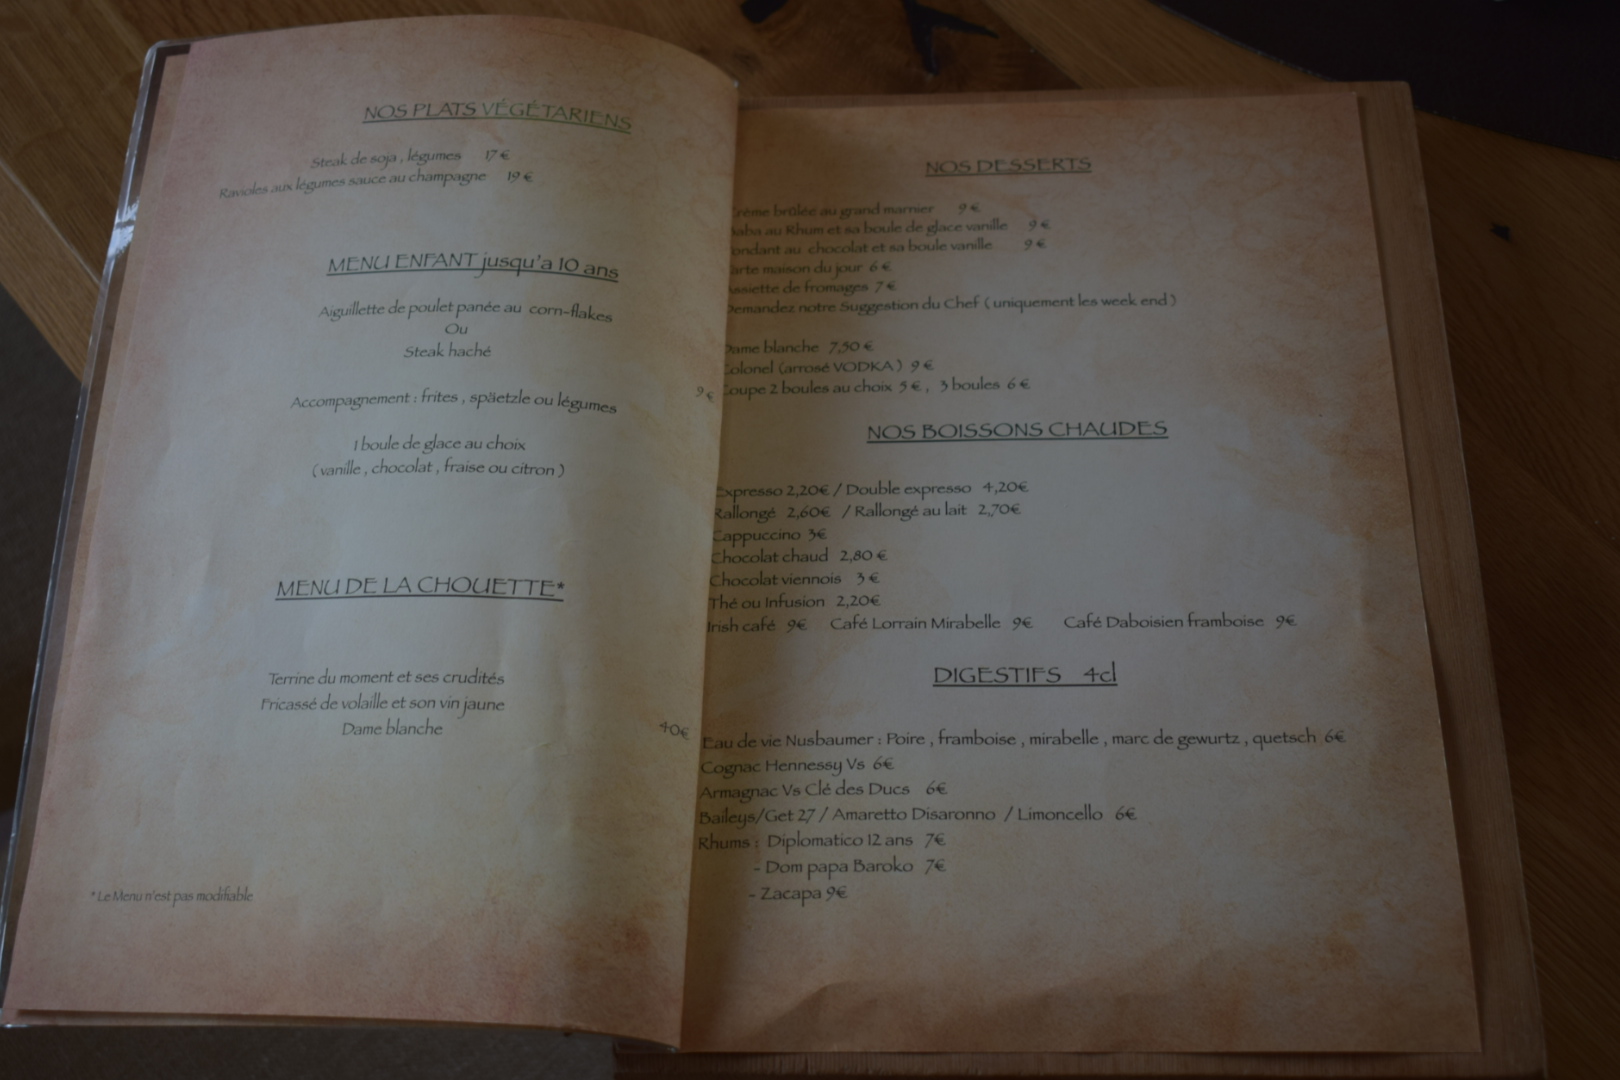 NOS PLATS VÉGÉTARIENS
Steak de soja , légumes 17 €
Ravioles aux légumes sauce au champagne 19 €
MENU ENFANT jusqu'a 10 ans
Aiguillette de poulet panée au corn-flakes
Ou
Steak haché
Accompagnement : frites , späetzle ou légumes 9 €
1 boule de glace au choix
( vanille , chocolat , fraise ou citron )
MENU DE LA CHOUETTE*
Terrine du moment et ses crudités
Fricassé de volaille et son vin jaune
Dame blanche 40€
* Le Menu n'est pas modifiable
NOS DESSERTS
Crème brûlée au grand marnier 9 €
Baba au Rhum et sa boule de glace vanille 9 €
ondant au chocolat et sa boule vanille 9 €
arte maison du jour 6 €
Assiette de fromages 7 €
Demandez notre Suggestion du Chef ( uniquement les week end )
Dame blanche 7,50 €
Colonel (arrosé VODKA ) 9 €
Coupe 2 boules au choix 5 € , 3 boules 6 €
NOS BOISSONS CHAUDES
Expresso 2,20€ / Double expresso 4,20€
Rallongé 2,60€ / Rallongé au lait 2,70€
Cappuccino 3€
Chocolat chaud 2,80 €
Chocolat viennois 3 €
Thé ou Infusion 2,20€
Irish café 9€ Café Lorrain Mirabelle 9€ Café Daboisien framboise 9€
DIGESTIFS 4cl
Eau de vie Nusbaumer : Poire , framboise , mirabelle , marc de gewurtz , quetsch 6€
Cognac Hennessy Vs 6€
Armagnac Vs Clé des Ducs 6€
Baileys/Get 27 / Amaretto Disaronno / Limoncello 6€
Rhums : Diplomatico 12 ans 7€
- Dom papa Baroko 7€
- Zacapa 9€